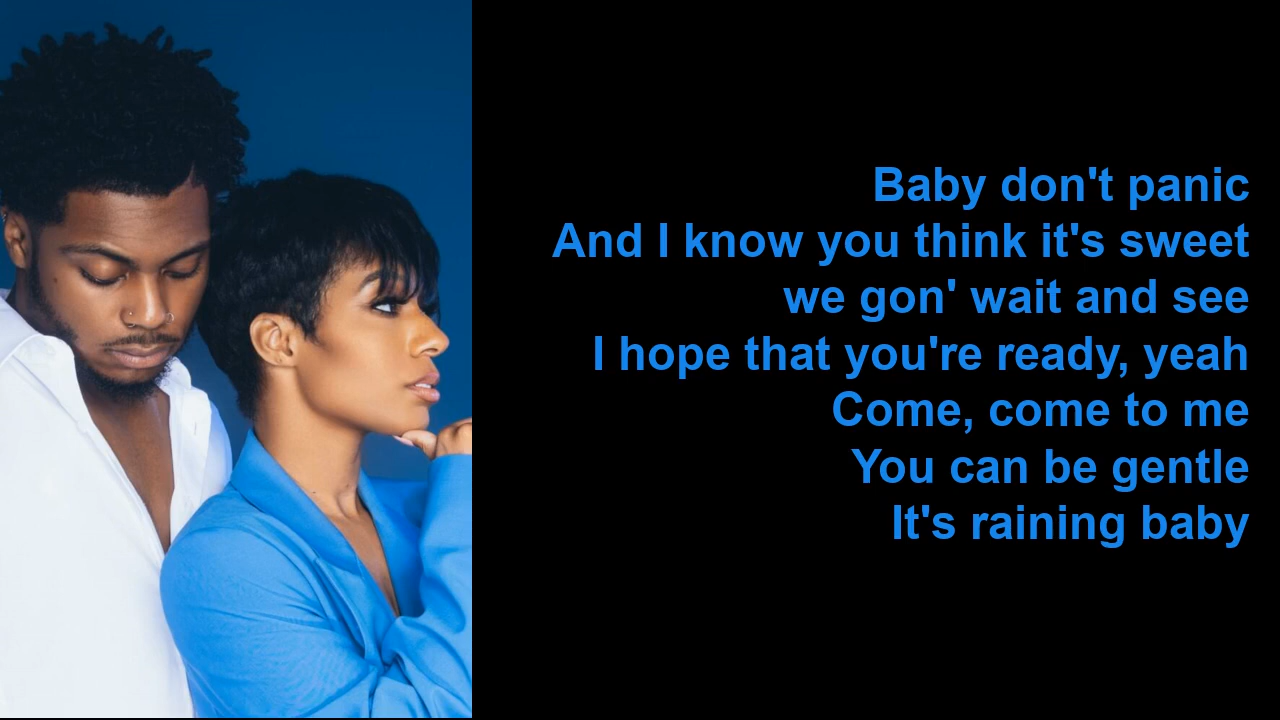 Baby don't panic
And I know you think it's sweet
we gon' wait and see
I hope that you're ready, yeah
Come, come to me
You can be gentle
It's raining baby